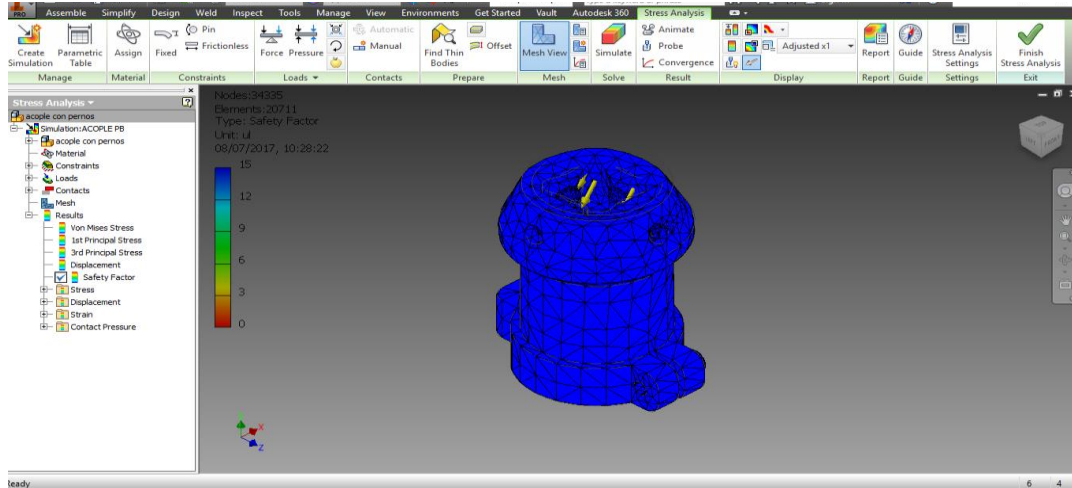 PRO
Assemble Simplify Design Weld Inspect Tools Manage View Environments Get Started Vault Autodesk 360 Stress Analysis
Create Simulation
Parametric Table
Assign
Fixed
Pin
Frictionless
Force
Pressure
Automatic
Manual
Find Thin Bodies
Offset
Mesh View
Simulate
Animate
Probe
Convergence
Adjusted x1
Report
Guide
Stress Analysis Settings
Finish Stress Analysis
Manage Material Constraints Loads Contacts Prepare Mesh Solve Result Display Report Guide Settings Exit
Stress Analysis
acople con pernos
Simulation:ACOPLE PB
acople con pernos
Material
Constraints
Loads
Contacts
Mesh
Results
Von Mises Stress
1st Principal Stress
3rd Principal Stress
Displacement
Safety Factor
Stress
Displacement
Strain
Contact Pressure
Nodes:34335
Elements:20711
Type: Safety Factor
Unit: ul
08/07/2017, 10:28:22
15
12
9
6
3
0
X
Z
Ready
6 4